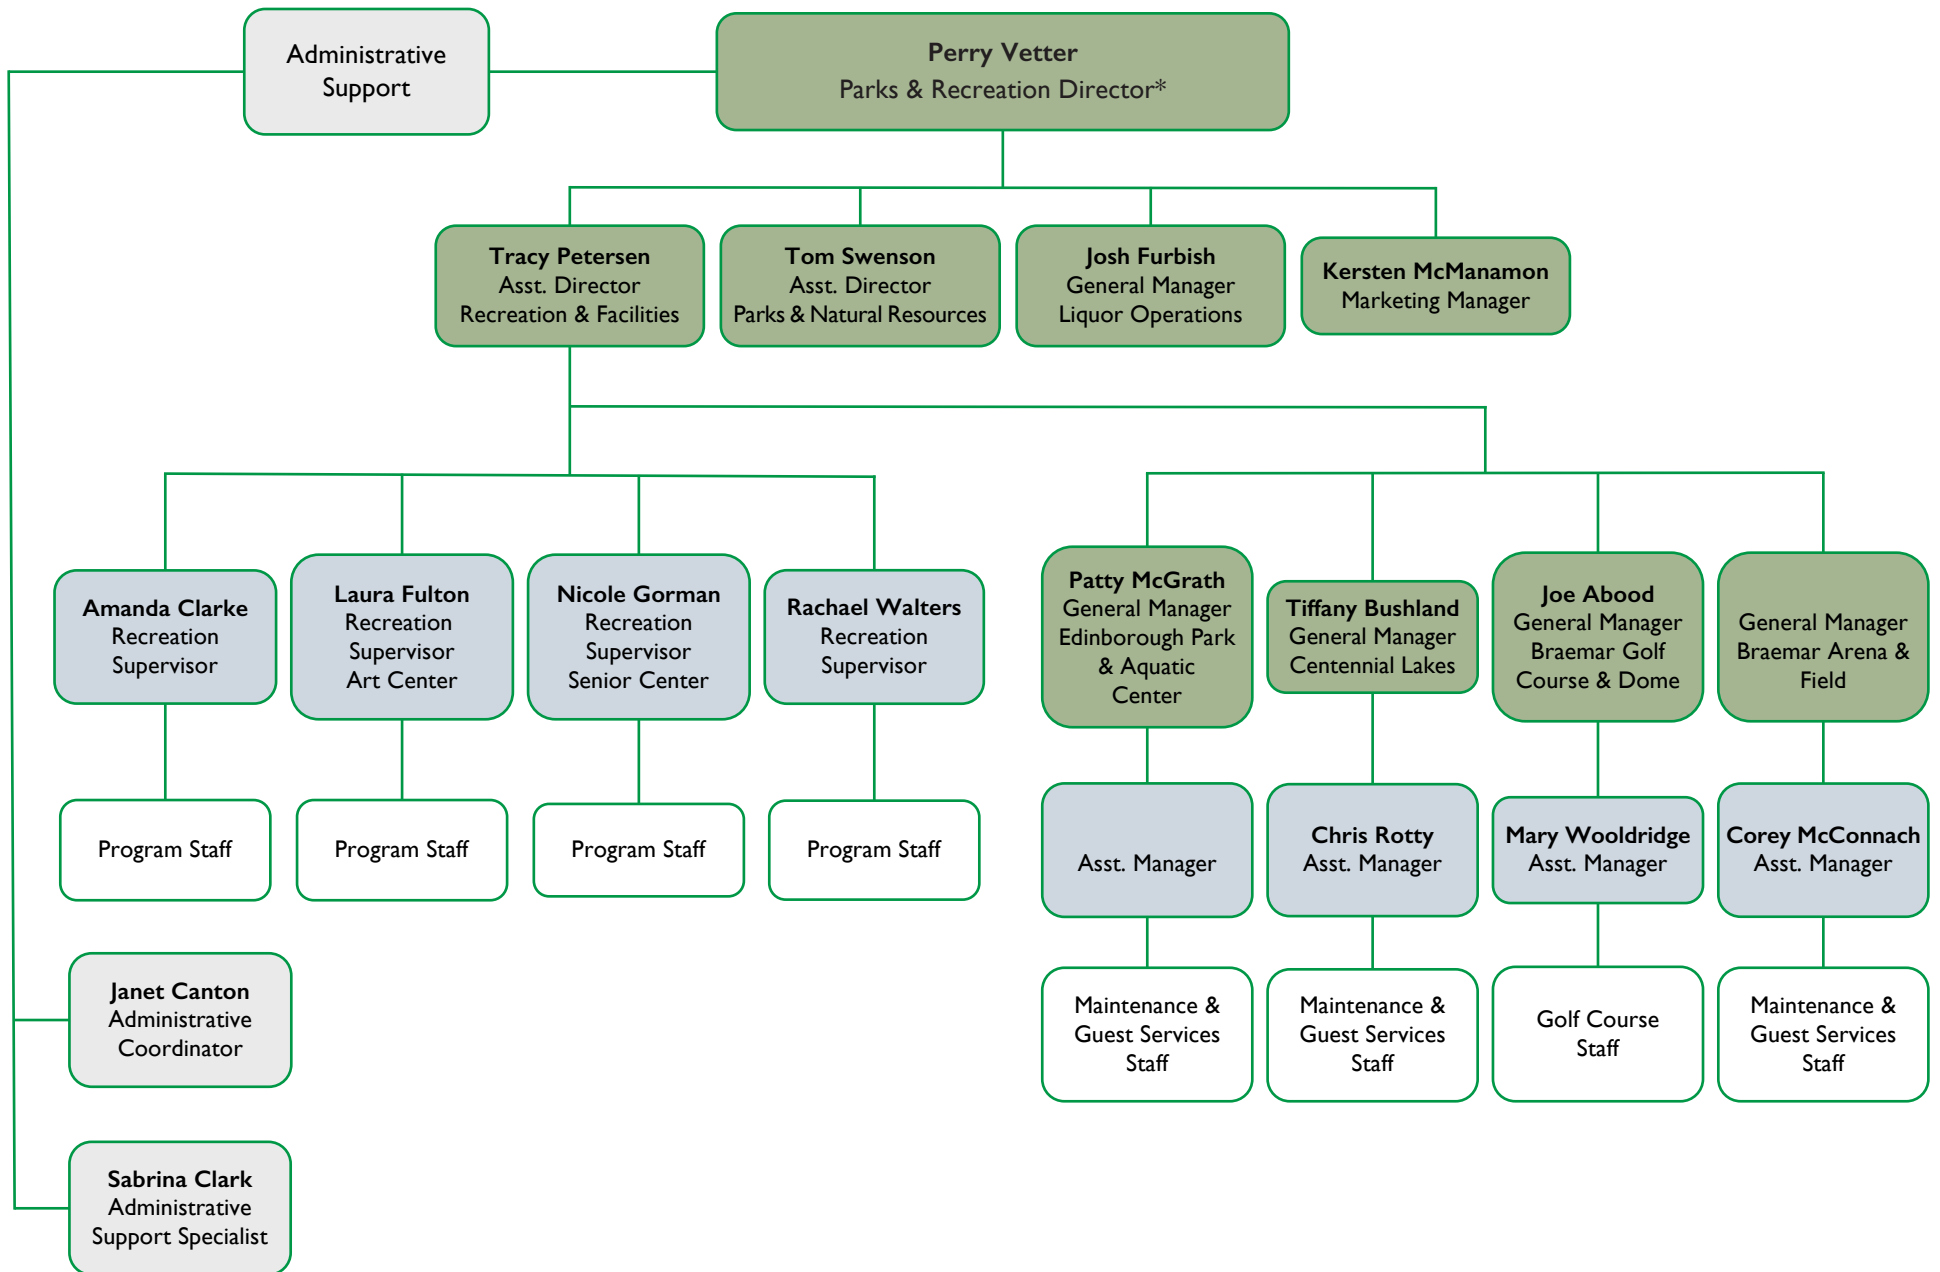 Administrative
Support
Perry Vetter
Parks & Recreation Director*
Tracy Petersen
Asst. Director
Recreation & Facilities
Tom Swenson
Asst. Director
Parks & Natural Resources
Josh Furbish
General Manager
Liquor Operations
Kersten McManamon
Marketing Manager
Amanda Clarke
Recreation
Supervisor
Laura Fulton
Recreation
Supervisor
Art Center
Nicole Gorman
Recreation
Supervisor
Senior Center
Rachael Walters
Recreation
Supervisor
Patty McGrath
General Manager
Edinborough Park
& Aquatic
Center
Tiffany Bushland
General Manager
Centennial Lakes
Joe Abood
General Manager
Braemar Golf
Course & Dome
General Manager
Braemar Arena &
Field
Program Staff
Program Staff
Program Staff
Program Staff
Asst. Manager
Chris Rotty
Asst. Manager
Mary Wooldridge
Asst. Manager
Corey McConnach
Asst. Manager
Maintenance &
Guest Services
Staff
Maintenance &
Guest Services
Staff
Golf Course
Staff
Maintenance &
Guest Services
Staff
Janet Canton
Administrative
Coordinator
Sabrina Clark
Administrative
Support Specialist